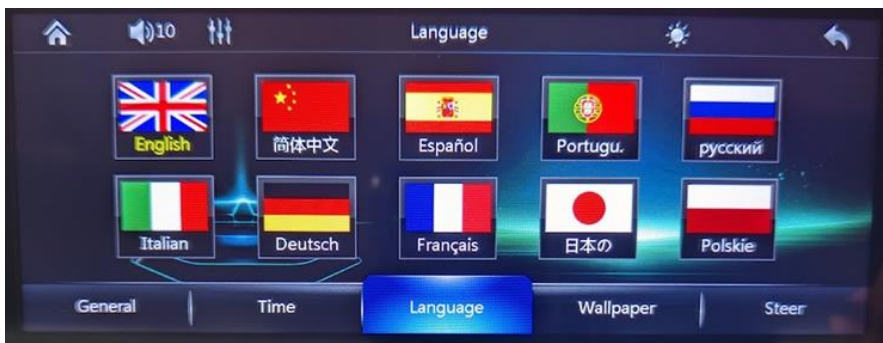 10
Language
English
简体中文
Español
Portugu.
русский
Italian
Deutsch
Français
日本の
Polskie
General
Time
Language
Wallpaper
Steer